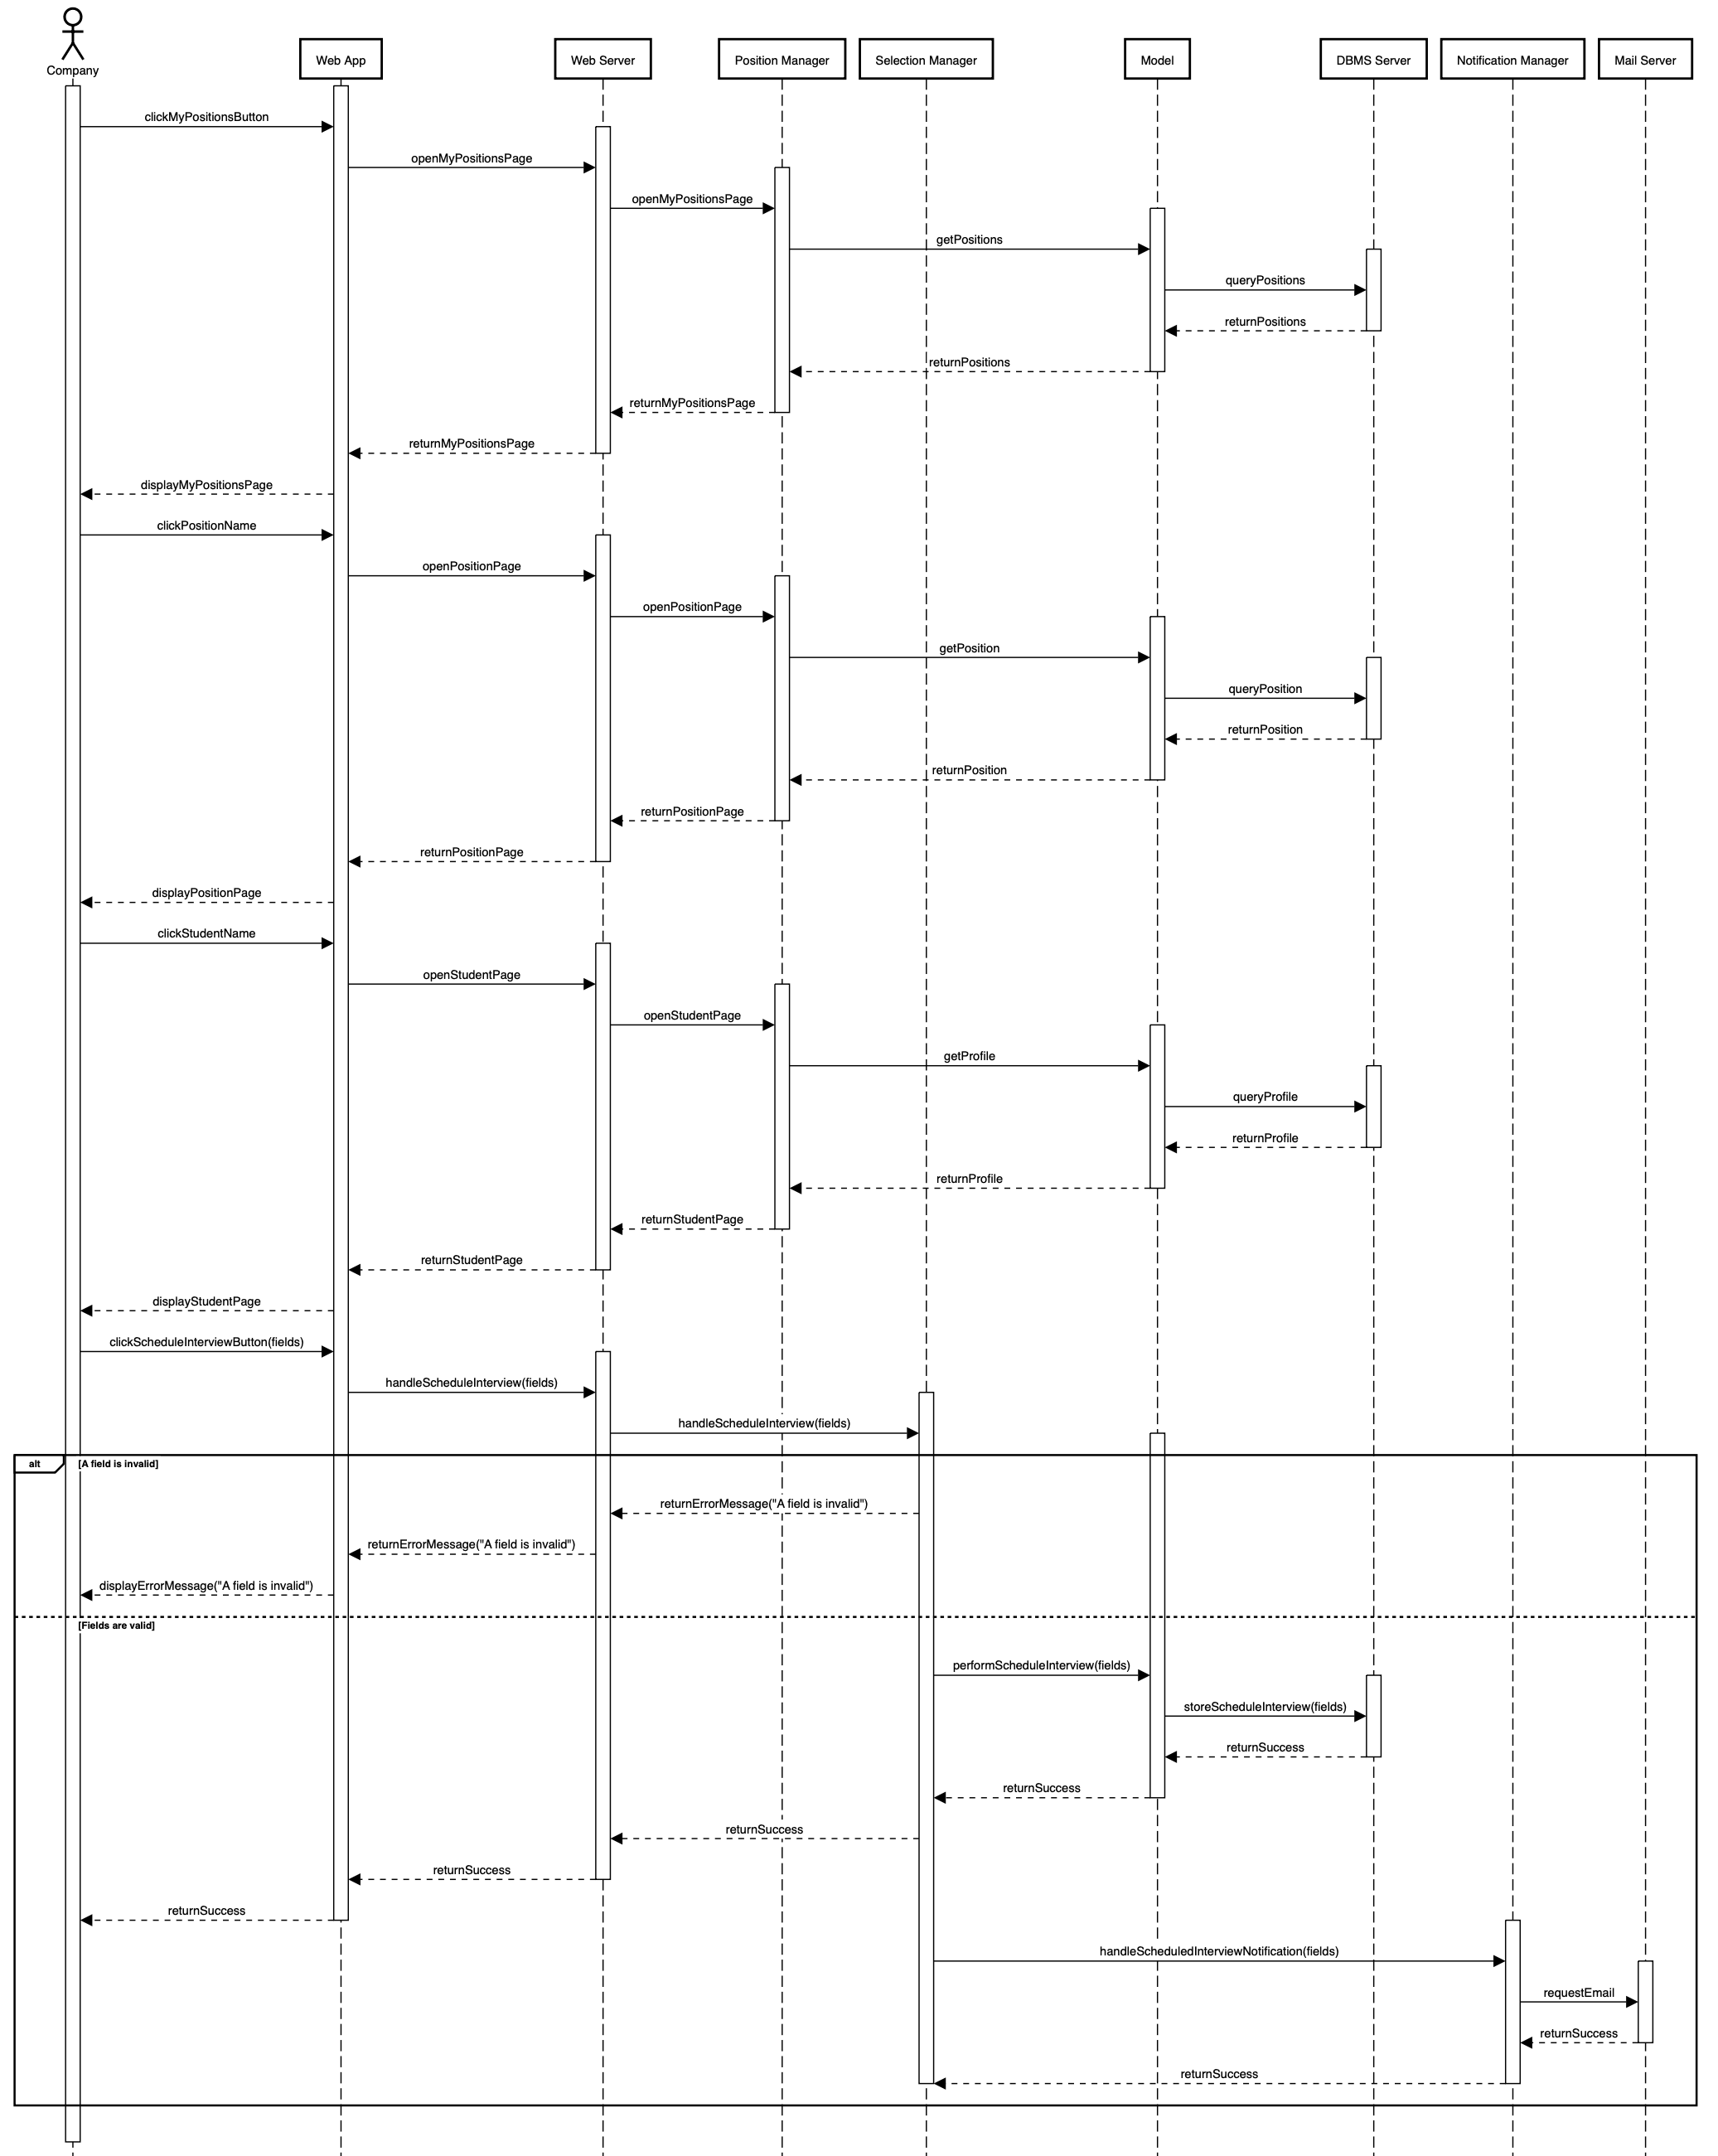 Company
Web App
Web Server
Position Manager
Selection Manager
Model
DBMS Server
Notification Manager
Mail Server
clickMyPositionsButton
openMyPositionsPage
openMyPositionsPage
getPositions
queryPositions
returnPositions
returnPositions
returnMyPositionsPage
returnMyPositionsPage
displayMyPositionsPage
clickPositionName
openPositionPage
openPositionPage
getPosition
queryPosition
returnPosition
returnPosition
returnPositionPage
returnPositionPage
displayPositionPage
clickStudentName
openStudentPage
openStudentPage
getProfile
queryProfile
returnProfile
returnProfile
returnStudentPage
returnStudentPage
displayStudentPage
clickScheduleInterviewButton(fields)
handleScheduleInterview(fields)
handleScheduleInterview(fields)
alt
[A field is invalid]
returnErrorMessage("A field is invalid")
returnErrorMessage("A field is invalid")
displayErrorMessage("A field is invalid")
[Fields are valid]
performScheduleInterview(fields)
storeScheduleInterview(fields)
returnSuccess
returnSuccess
returnSuccess
returnSuccess
returnSuccess
handleScheduledInterviewNotification(fields)
requestEmail
returnSuccess
returnSuccess